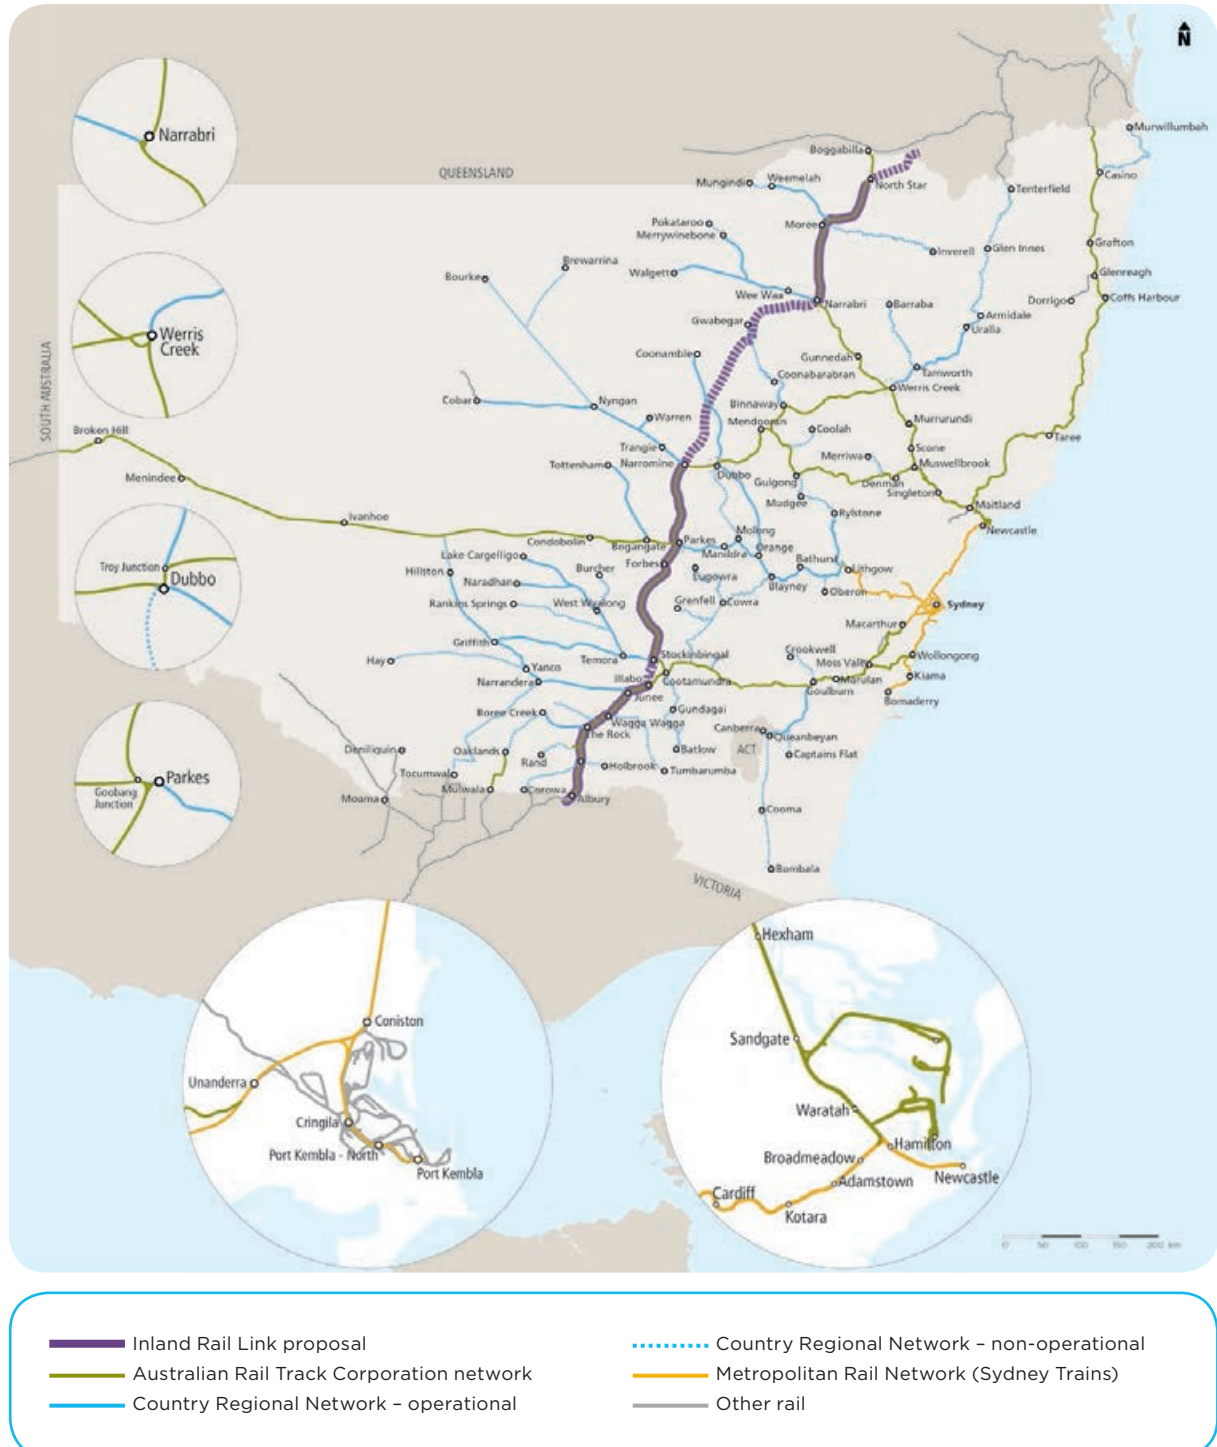 N
Murwillumbah
Narrabri
Boggabilla
QUEENSLAND
Mungindi
Weemelah
North Star
Casino
Tenterfield
Pokataroo
Merrywinebone
Moree
Inverell
Glen Innes
Grafton
Brewarrina
Bourke
Walgett
Glenreagh
Wee Waa
Narrabri
Barraba
Dorrigo
Coffs Harbour
Werris
Creek
Gwabegar
Armidale
Uralla
SOUTH AUSTRALIA
Coonamble
Gunnedah
Coonabarabran
Tamworth
Werris Creek
Cobar
Nyngan
Binnaway
Warren
Mendooran
Coolah
Murrurundi
Broken Hill
Trangie
Merriwa
Scone
Taree
Menindee
Tottenham
Narromine
Dubbo
Gulgong
Denman
Muswellbrook
Singleton
Mudgee
Maitland
Ivanhoe
Rylstone
Newcastle
Condobolin
Bogangate
Parkes
Molong
Manildra
Orange
Bathurst
Lithgow
Troy Junction
Dubbo
Lake Cargelligo
Hillston
Burcher
Forbes
Eugowra
Blayney
Oberon
Naradhan
Rankins Springs
West Wyalong
Grenfell
Cowra
Sydney
Macarthur
Griffith
Hay
Temora
Stockinbingal
Crookwell
Moss Vale
Wollongong
Yanco
Narrandera
Illabo
Cootamundra
Junee
Marulan
Goulburn
Kiama
Bomaderry
Boree Creek
Wagga Wagga
Gundagai
The Rock
Canberra
Queanbeyan
ACT
Captains Flat
Deniliquin
Oaklands
Rand
Holbrook
Batlow
Tumbarumba
Parkes
Goobang
Junction
Tocumwal
Moama
Mulwala
Corowa
Albury
Cooma
Bombala
VICTORIA
Coniston
Unanderra
Cringila
Port Kembla - North
Port Kembla
Hexham
Sandgate
Waratah
Hamilton
Broadmeadow
Newcastle
Adamstown
Cardiff
Kotara
0 50 100 150 200 km
Inland Rail Link proposal
Australian Rail Track Corporation network
Country Regional Network – operational
Country Regional Network – non-operational
Metropolitan Rail Network (Sydney Trains)
Other rail